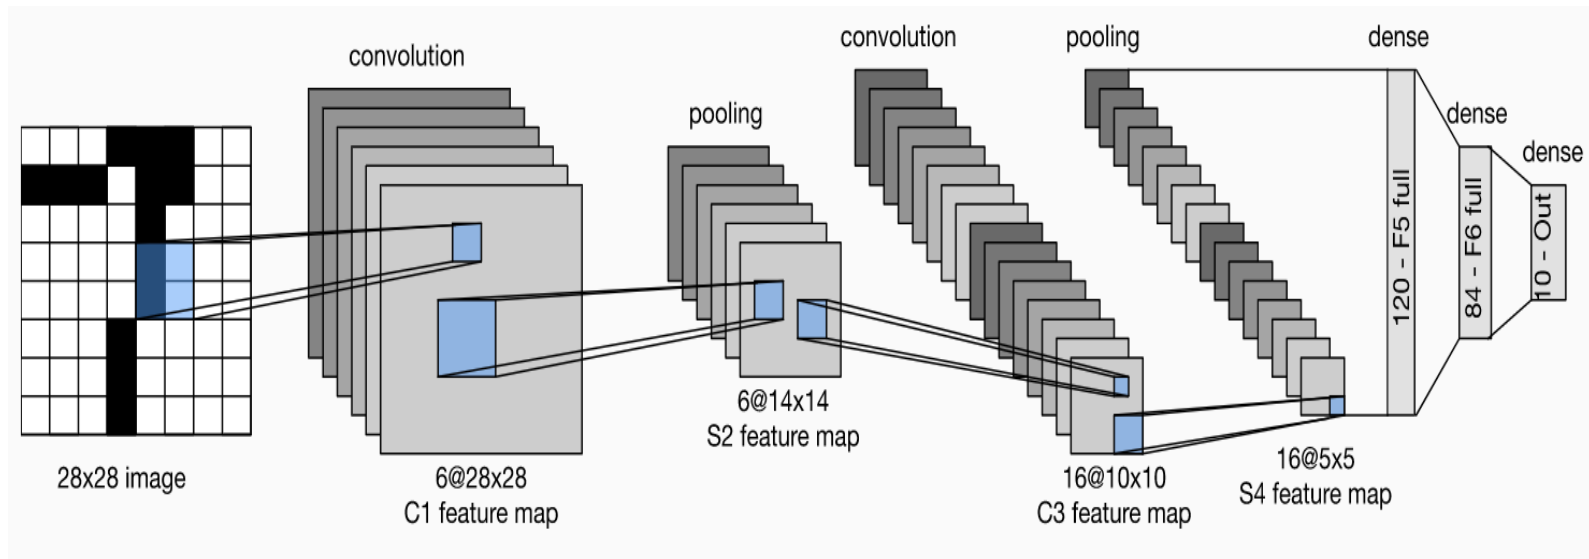 convolution
28x28 image
6@28x28
C1 feature map
pooling
6@14x14
S2 feature map
convolution
16@10x10
C3 feature map
pooling
16@5x5
S4 feature map
dense
120 - F5 full
dense
84 - F6 full
dense
10 - Out